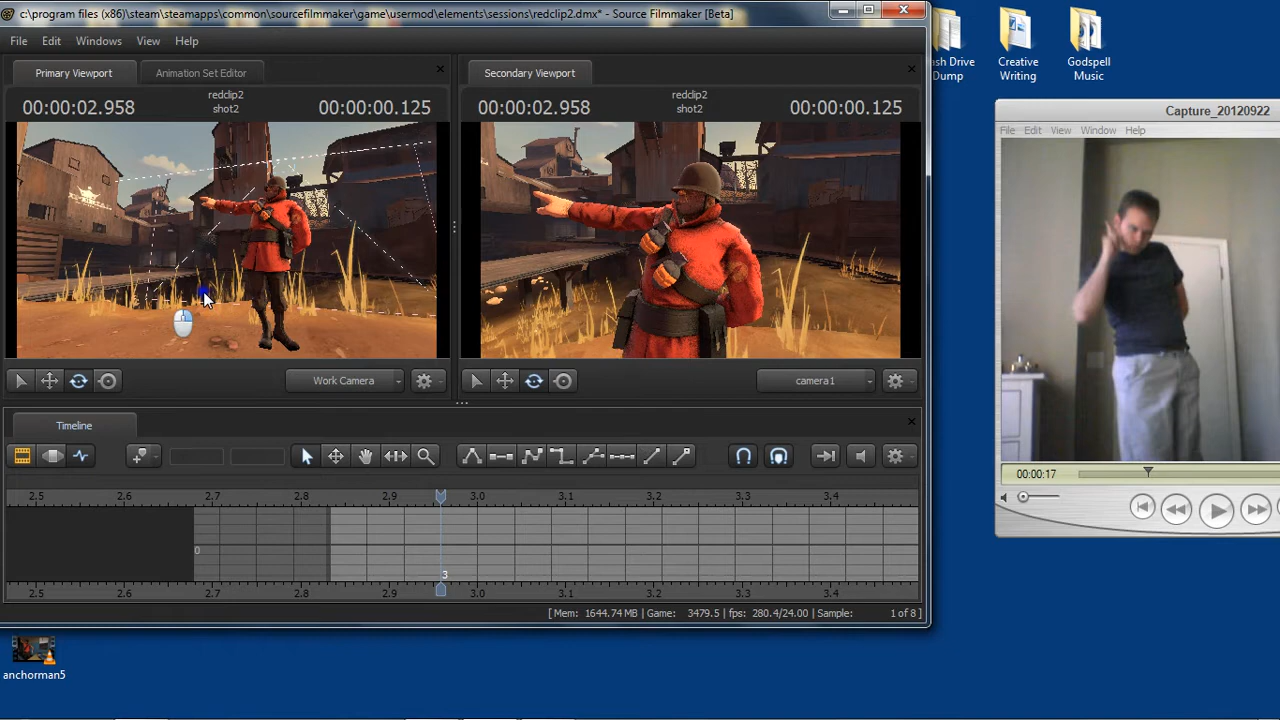 c:\program files (x86)\steam\steamapps\common\sourcefilmmaker\game\usermod\elements\sessions\redclip2.dmx* - Source Filmmaker [Beta]
File Edit Windows View Help
Primary Viewport Animation Set Editor
Secondary Viewport
00:00:02.958
redclip2
shot2
00:00:00.125
00:00:02.958
redclip2
shot2
00:00:00.125
Work Camera
camera1
Timeline
2.5 2.6 2.7 2.8 2.9 3.0 3.1 3.2 3.3 3.4
0
3
2.5 2.6 2.7 2.8 2.9 3.0 3.1 3.2 3.3 3.4
[ Mem: 1644.74 MB | Game: 3479.5 | fps: 280.4/24.00 | Sample: 1 of 8 ]
anchorman5
Drive
Dump
Creative
Writing
Godspell
Music
Capture_20120922
File Edit View Window Help
00:00:17